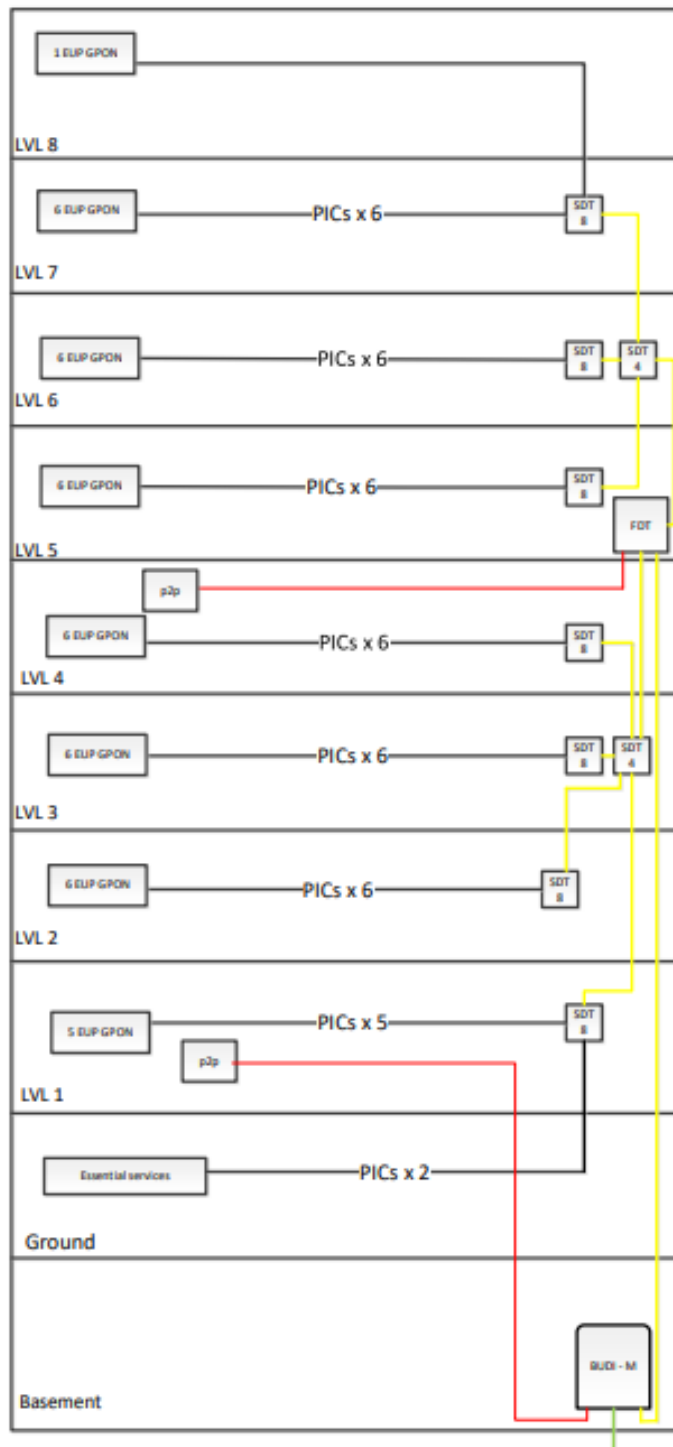 1 EUP GPON
LVL 8
6 EUP GPON
PICs x 6
SDT
8
LVL 7
6 EUP GPON
PICs x 6
SDT
8
SDT
4
LVL 6
6 EUP GPON
PICs x 6
SDT
8
FDT
LVL 5
p2p
6 EUP GPON
PICs x 6
SDT
8
LVL 4
6 EUP GPON
PICs x 6
SDT
8
SDT
4
LVL 3
6 EUP GPON
PICs x 6
SDT
8
LVL 2
5 EUP GPON
PICs x 5
SDT
8
p2p
LVL 1
Essential services
PICs x 2
Ground
BUDI - M
Basement